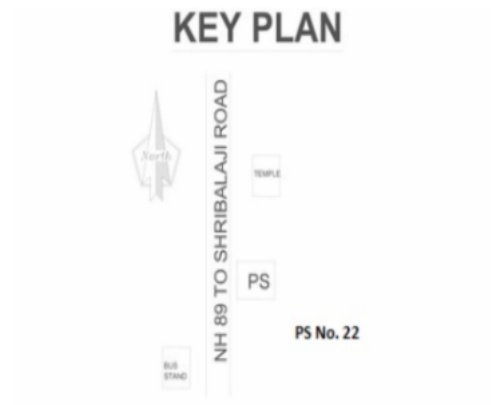 KEY PLAN
North
NH 89 TO SHRIBALAJI ROAD
TEMPLE
PS
PS No. 22
BUS
STAND